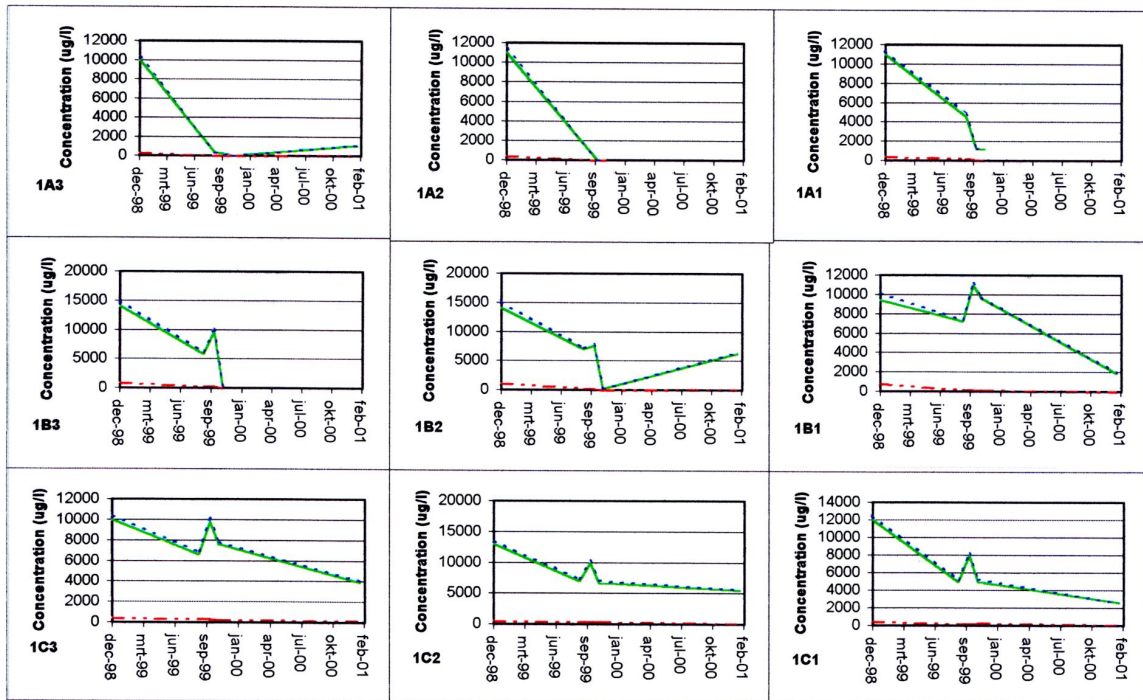 Concentration (ug/l)
12000
10000
8000
6000
4000
2000
0
dec-98
mrt-99
jun-99
sep-99
jan-00
apr-00
jul-00
okt-00
feb-01
1A3
Concentration (ug/l)
12000
10000
8000
6000
4000
2000
0
dec-98
mrt-99
jun-99
sep-99
jan-00
apr-00
jul-00
okt-00
feb-01
1A2
Concentration (ug/l)
12000
10000
8000
6000
4000
2000
0
dec-98
mrt-99
jun-99
sep-99
jan-00
apr-00
jul-00
okt-00
feb-01
1A1
Concentration (ug/l)
20000
15000
10000
5000
0
dec-98
mrt-99
jun-99
sep-99
jan-00
apr-00
jul-00
okt-00
feb-01
1B3
Concentration (ug/l)
20000
15000
10000
5000
0
dec-98
mrt-99
jun-99
sep-99
jan-00
apr-00
jul-00
okt-00
feb-01
1B2
Concentration (ug/l)
12000
10000
8000
6000
4000
2000
0
dec-98
mrt-99
jun-99
sep-99
jan-00
apr-00
jul-00
okt-00
feb-01
1B1
Concentration (ug/l)
12000
10000
8000
6000
4000
2000
0
dec-98
mrt-99
jun-99
sep-99
jan-00
apr-00
jul-00
okt-00
feb-01
1C3
Concentration (ug/l)
20000
15000
10000
5000
0
dec-98
mrt-99
jun-99
sep-99
jan-00
apr-00
jul-00
okt-00
feb-01
1C2
Concentration (ug/l)
14000
12000
10000
8000
6000
4000
2000
0
dec-98
mrt-99
jun-99
sep-99
jan-00
apr-00
jul-00
okt-00
feb-01
1C1